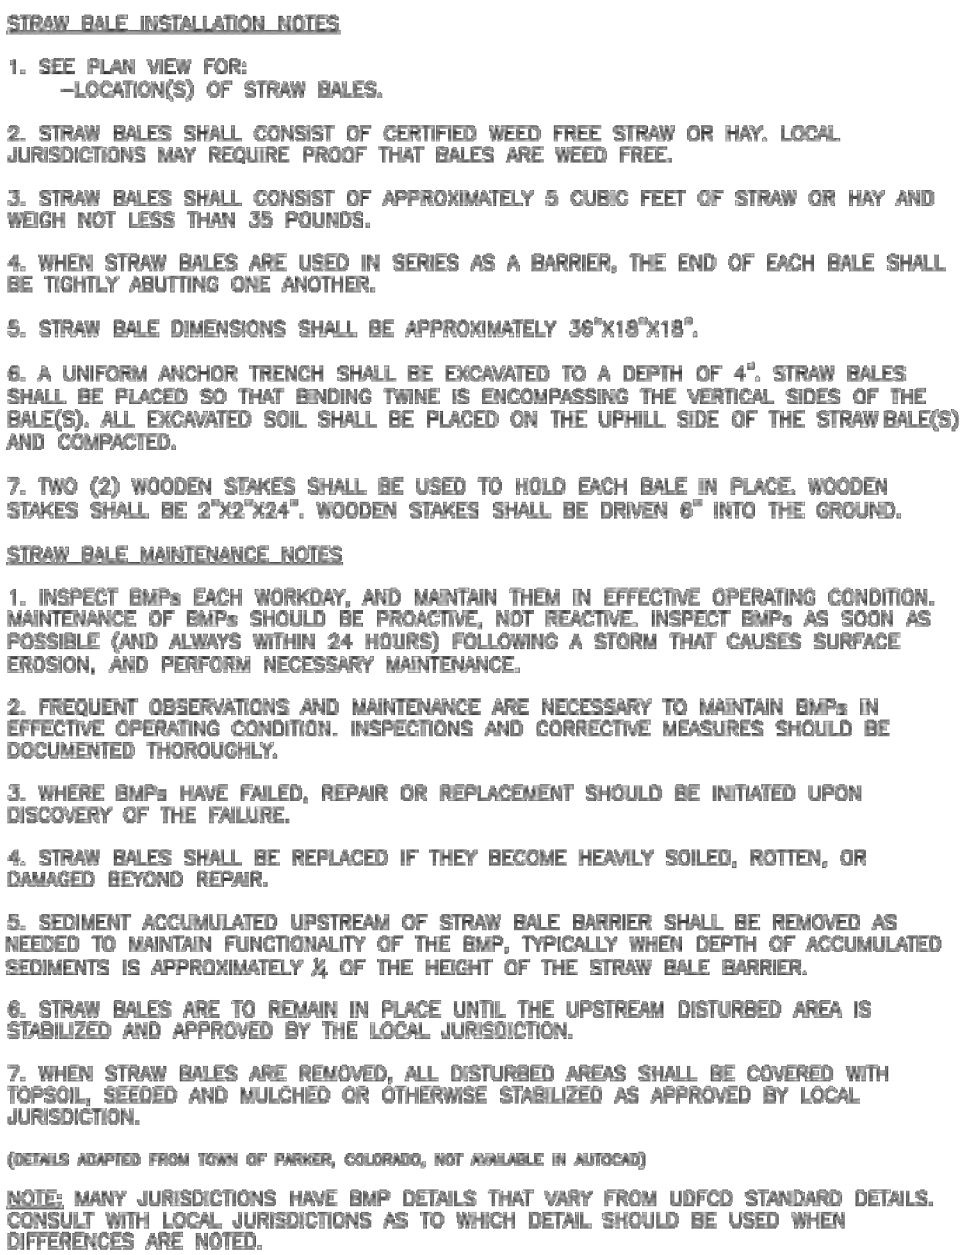 STRAW BALE INSTALLATION NOTES
1. SEE PLAN VIEW FOR:
-LOCATION(S) OF STRAW BALES.
2. STRAW BALES SHALL CONSIST OF CERTIFIED WEED FREE STRAW OR HAY. LOCAL
JURISDICTIONS MAY REQUIRE PROOF THAT BALES ARE WEED FREE.
3. STRAW BALES SHALL CONSIST OF APPROXIMATELY 5 CUBIC FEET OF STRAW OR HAY AND
WEIGH NOT LESS THAN 35 POUNDS.
4. WHEN STRAW BALES ARE USED IN SERIES AS A BARRIER, THE END OF EACH BALE SHALL
BE TIGHTLY ABUTTING ONE ANOTHER.
5. STRAW BALE DIMENSIONS SHALL BE APPROXIMATELY 36"X18"X18".
6. A UNIFORM ANCHOR TRENCH SHALL BE EXCAVATED TO A DEPTH OF 4". STRAW BALES
SHALL BE PLACED SO THAT BINDING TWINE IS ENCOMPASSING THE VERTICAL SIDES OF THE
BALE(S). ALL EXCAVATED SOIL SHALL BE PLACED ON THE UPHILL SIDE OF THE STRAW BALE(S)
AND COMPACTED.
7. TWO (2) WOODEN STAKES SHALL BE USED TO HOLD EACH BALE IN PLACE. WOODEN
STAKES SHALL BE 2"X2"X24". WOODEN STAKES SHALL BE DRIVEN 6" INTO THE GROUND.
STRAW BALE MAINTENANCE NOTES
1. INSPECT BMPs EACH WORKDAY, AND MAINTAIN THEM IN EFFECTIVE OPERATING CONDITION.
MAINTENANCE OF BMPs SHOULD BE PROACTIVE, NOT REACTIVE. INSPECT BMPs AS SOON AS
POSSIBLE (AND ALWAYS WITHIN 24 HOURS) FOLLOWING A STORM THAT CAUSES SURFACE
EROSION, AND PERFORM NECESSARY MAINTENANCE.
2. FREQUENT OBSERVATIONS AND MAINTENANCE ARE NECESSARY TO MAINTAIN BMPs IN
EFFECTIVE OPERATING CONDITION. INSPECTIONS AND CORRECTIVE MEASURES SHOULD BE
DOCUMENTED THOROUGHLY.
3. WHERE BMPs HAVE FAILED, REPAIR OR REPLACEMENT SHOULD BE INITIATED UPON
DISCOVERY OF THE FAILURE.
4. STRAW BALES SHALL BE REPLACED IF THEY BECOME HEAVILY SOILED, ROTTEN, OR
DAMAGED BEYOND REPAIR.
5. SEDIMENT ACCUMULATED UPSTREAM OF STRAW BALE BARRIER SHALL BE REMOVED AS
NEEDED TO MAINTAIN FUNCTIONALITY OF THE BMP, TYPICALLY WHEN DEPTH OF ACCUMULATED
SEDIMENTS IS APPROXIMATELY ¼ OF THE HEIGHT OF THE STRAW BALE BARRIER.
6. STRAW BALES ARE TO REMAIN IN PLACE UNTIL THE UPSTREAM DISTURBED AREA IS
STABILIZED AND APPROVED BY THE LOCAL JURISDICTION.
7. WHEN STRAW BALES ARE REMOVED, ALL DISTURBED AREAS SHALL BE COVERED WITH
TOPSOIL, SEEDED AND MULCHED OR OTHERWISE STABILIZED AS APPROVED BY LOCAL
JURISDICTION.
(DETAILS ADAPTED FROM TOWN OF PARKER, COLORADO, NOT AVAILABLE IN AUTOCAD)
NOTE: MANY JURISDICTIONS HAVE BMP DETAILS THAT VARY FROM UDFCD STANDARD DETAILS.
CONSULT WITH LOCAL JURISDICTIONS AS TO WHICH DETAIL SHOULD BE USED WHEN
DIFFERENCES ARE NOTED.